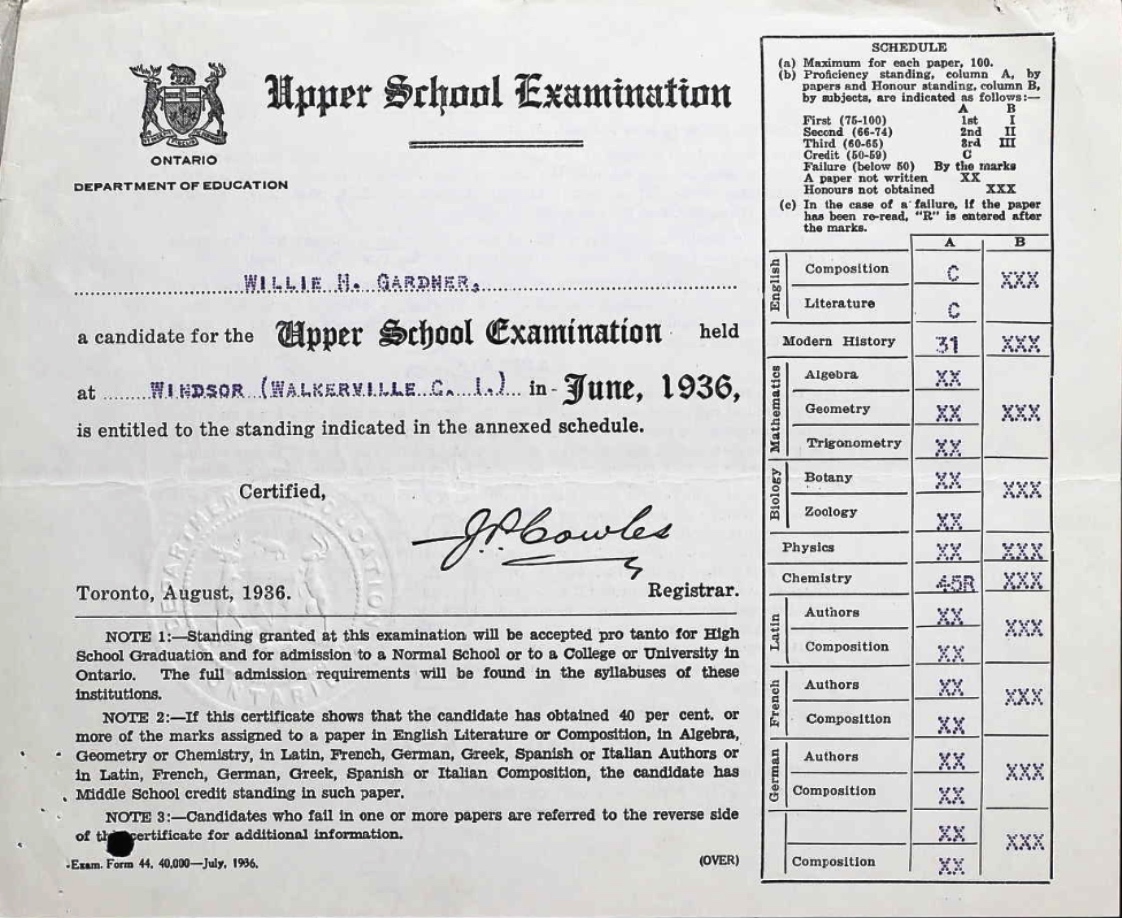 Upper School Examination
ONTARIO
DEPARTMENT OF EDUCATION
WILLIE H. GARDNER,
a candidate for the Upper School Examination held
at WINDSOR (WALKERVILLE C. I.) in - June, 1936,
is entitled to the standing indicated in the annexed schedule.
Certified,
J.P. Cowles
Toronto, August, 1936. Registrar.
NOTE 1:—Standing granted at this examination will be accepted pro tanto for High
School Graduation and for admission to a Normal School or to a College or University in
Ontario. The full admission requirements will be found in the syllabuses of these
institutions.
NOTE 2:—If this certificate shows that the candidate has obtained 40 per cent. or
more of the marks assigned to a paper in English Literature or Composition, in Algebra,
Geometry or Chemistry, in Latin, French, German, Greek, Spanish or Italian Authors or
in Latin, French, German, Greek, Spanish or Italian Composition, the candidate has
Middle School credit standing in such paper.
NOTE 3:—Candidates who fail in one or more papers are referred to the reverse side
of certificate for additional information.
Exam. Form 44, 40,000—July, 1936. (OVER)
SCHEDULE
(a) Maximum for each paper, 100.
(b) Proficiency standing, column A, by
papers and Honour standing, column B,
by subjects, are indicated as follows:—
A B
First (75-100) 1st I
Second (66-74) 2nd II
Third (60-65) 3rd III
Credit (50-59) C
Failure (below 50) By the marks
A paper not written XX
Honours not obtained XXX
(c) In the case of a failure, if the paper
has been re-read, "R" is entered after
the marks.
A B
English
Composition C XXX
Literature C
Modern History 31 XXX
Mathematics
Algebra XX
Geometry XX XXX
Trigonometry XX
Biology
Botany XX XXX
Zoology XX
Physics XX XXX
Chemistry 45R XXX
Latin
Authors XX XXX
Composition XX
French
Authors XX XXX
Composition XX
German
Authors XX XXX
Composition XX
XX XXX
Composition XX